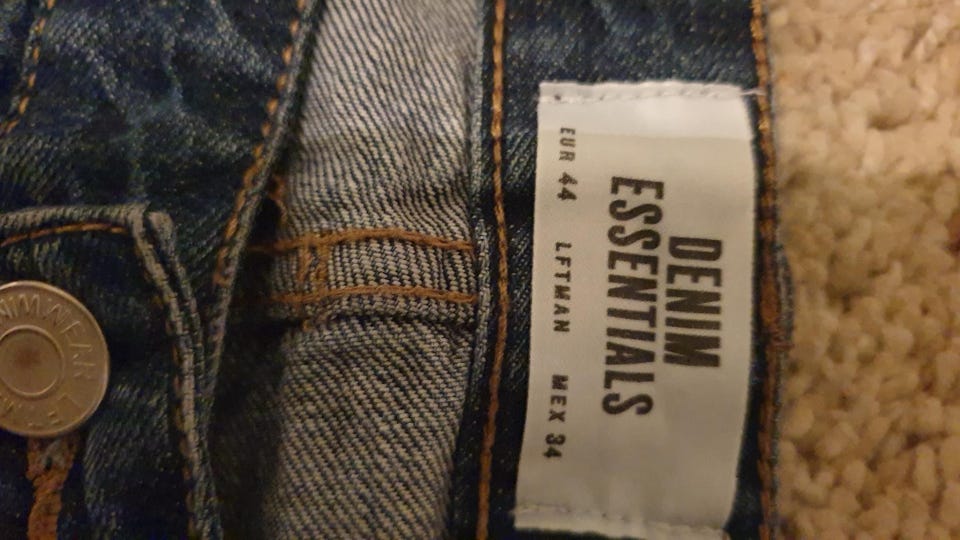 DENIM
ESSENTIALS
EUR 44 LFTMAN MEX 34